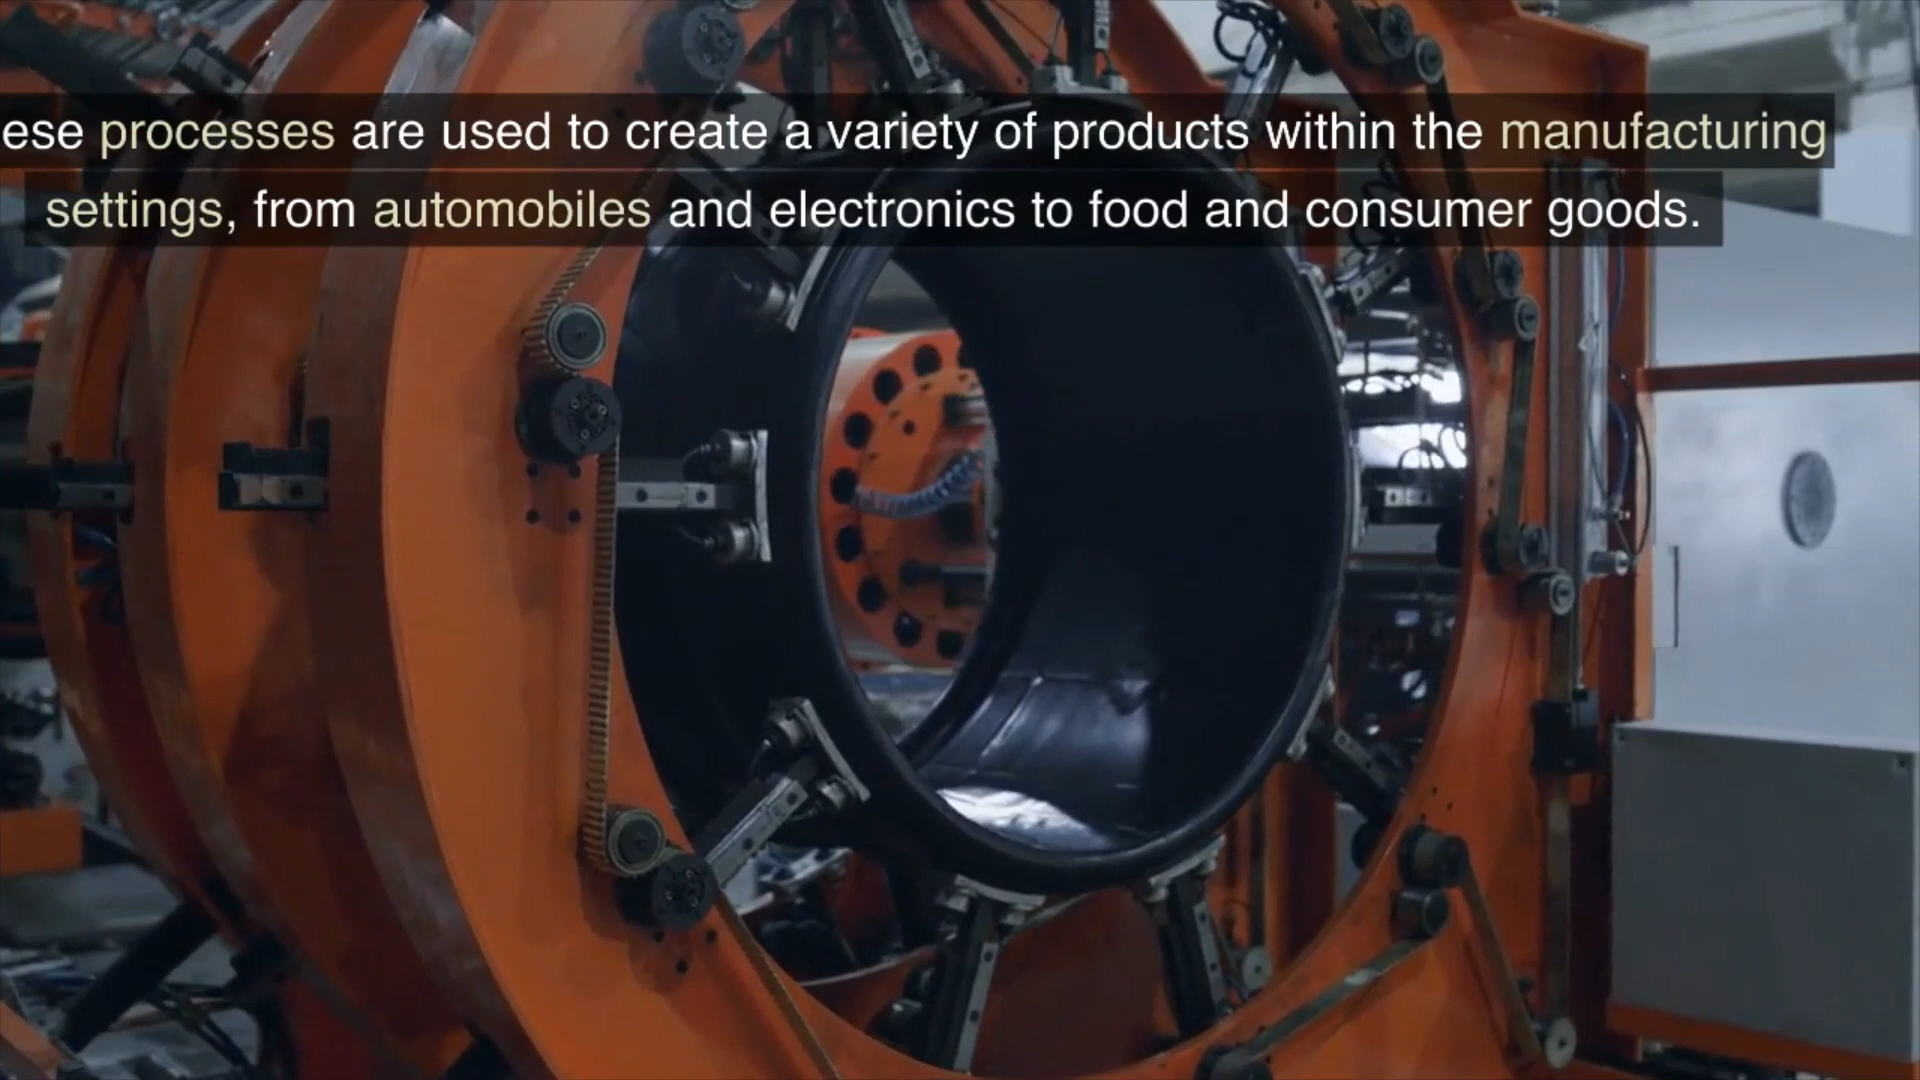 ese processes are used to create a variety of products within the manufacturing
settings, from automobiles and electronics to food and consumer goods.